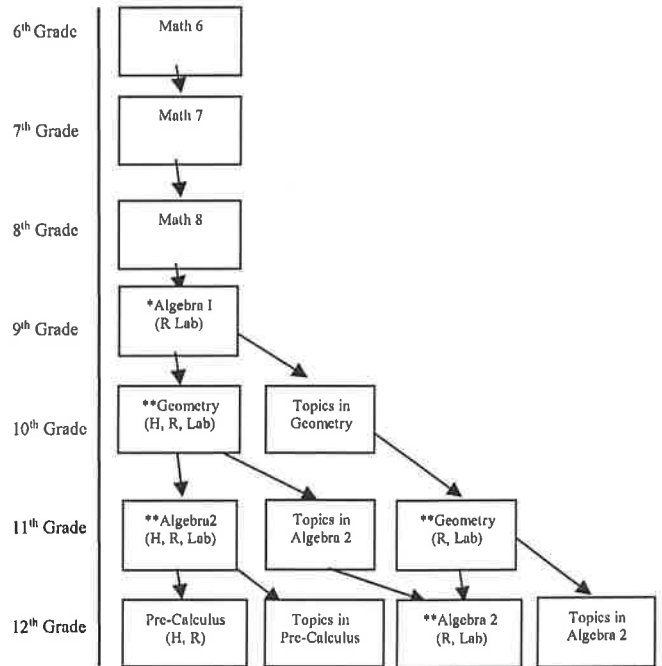 6th Grade
Math 6
7th Grade
Math 7
8th Grade
Math 8
9th Grade
*Algebra I
(R Lab)
10th Grade
**Geometry
(H, R, Lab)
Topics in
Geometry
11th Grade
**Algebra2
(H, R, Lab)
Topics in
Algebra 2
**Geometry
(R, Lab)
12th Grade
Pre-Calculus
(H, R)
Topics in
Pre-Calculus
**Algebra 2
(R, Lab)
Topics in
Algebra 2